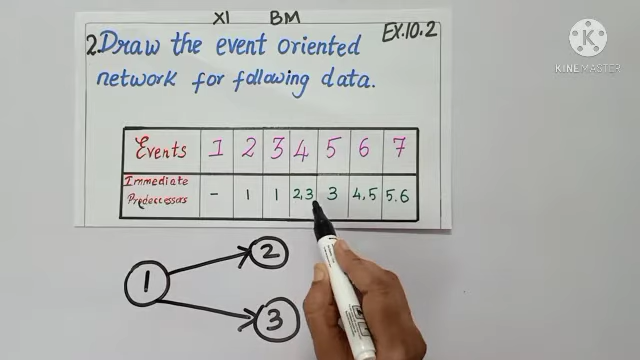 XI BM
EX.10.2
2. Draw the event oriented
network for following data.
KINEMASTER
Events 1 2 3 4 5 6 7
Immediate
Predecessas - 1 1 2,3 3 4,5 5.6
1
2
3